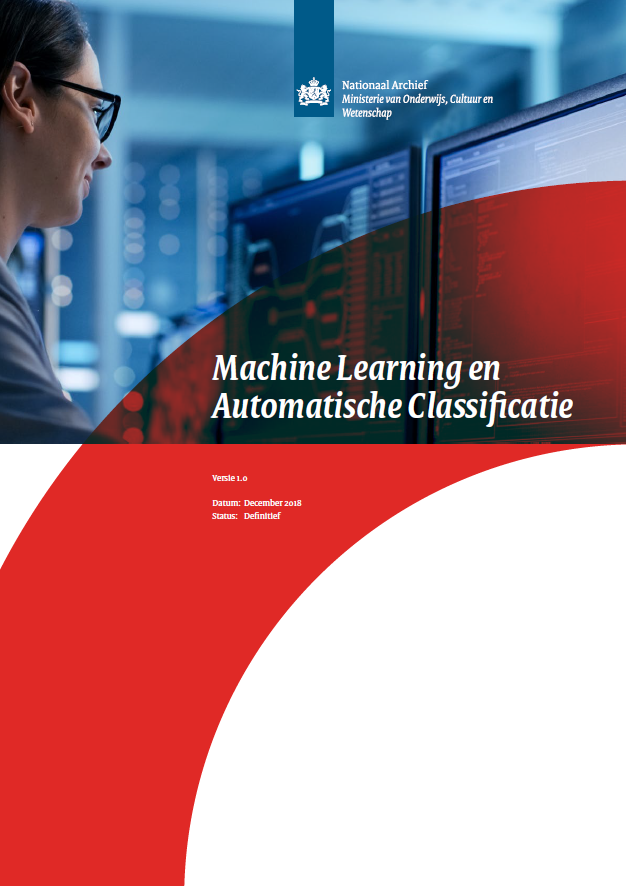 Nationaal Archief
Ministerie van Onderwijs, Cultuur en
Wetenschap
Machine Learning en
Automatische Classificatie
Versie 1.0
Datum: December 2018
Status: Definitief